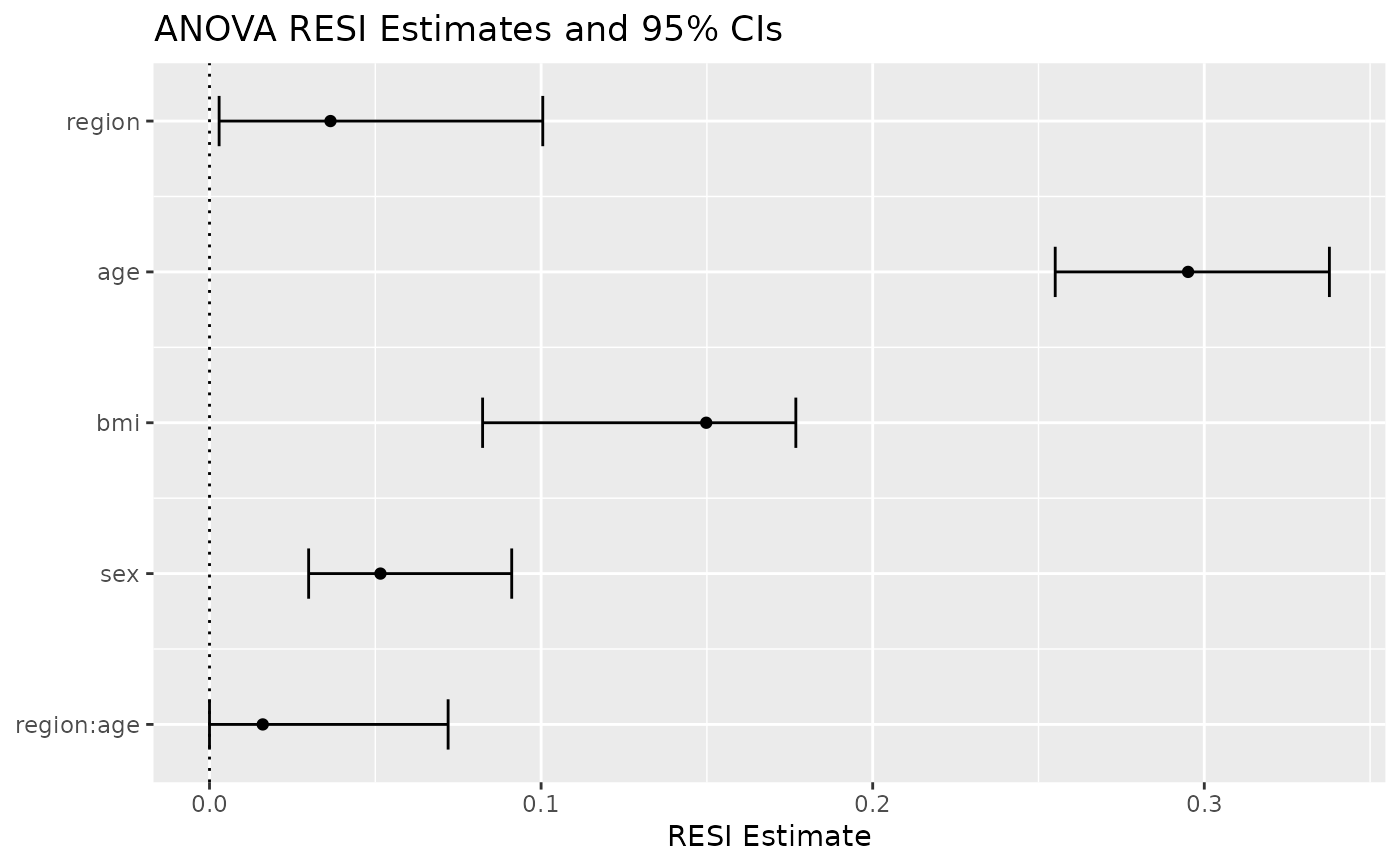 ANOVA RESI Estimates and 95% CIs
region
age
bmi
sex
region:age
0.0 0.1 0.2 0.3
RESI Estimate